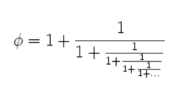 φ = 1 + 1/(1 + 1/(1 + 1/(1 + 1/(1 + 1/(1 + ...)))))